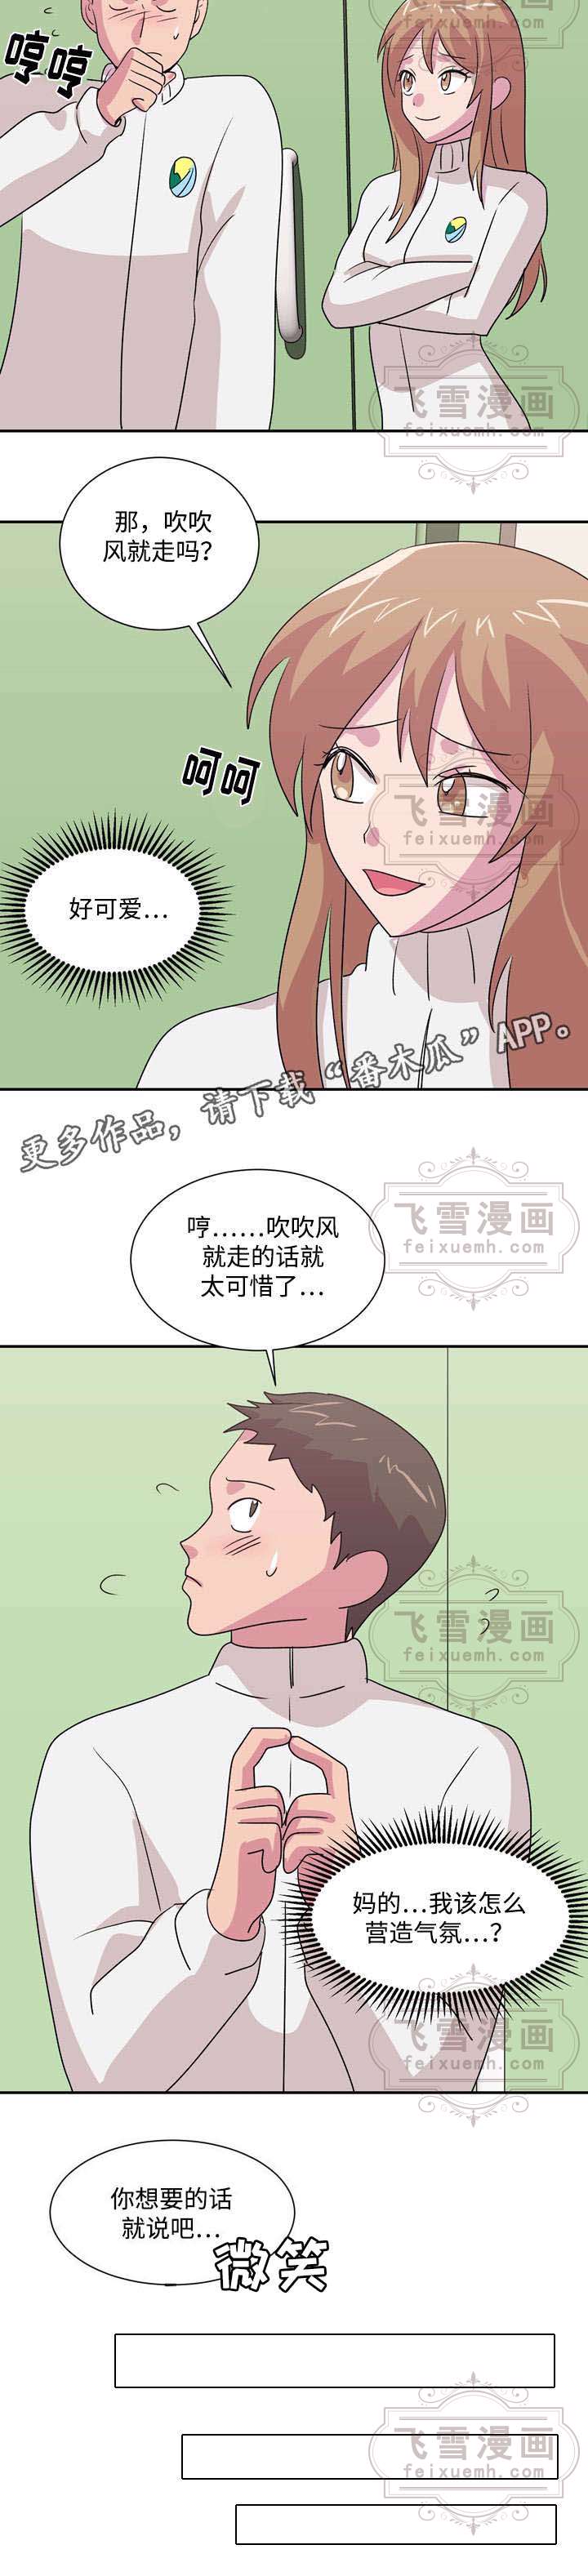 哼哼
飞雪漫画
feixuemh.com
那，吹吹
风就走吗？
呵呵
飞雪漫画
feixuemh.com
好可爱...
更多作品，请下载“番木瓜”APP。
飞雪漫画
feixuemh.com
哼......吹吹风
就走的话就
太可惜了...
飞雪漫画
feixuemh.com
妈的...我该怎么
营造气氛...？
飞雪漫画
feixuemh.com
你想要的话
就说吧...
微笑
飞雪漫画
feixuemh.com